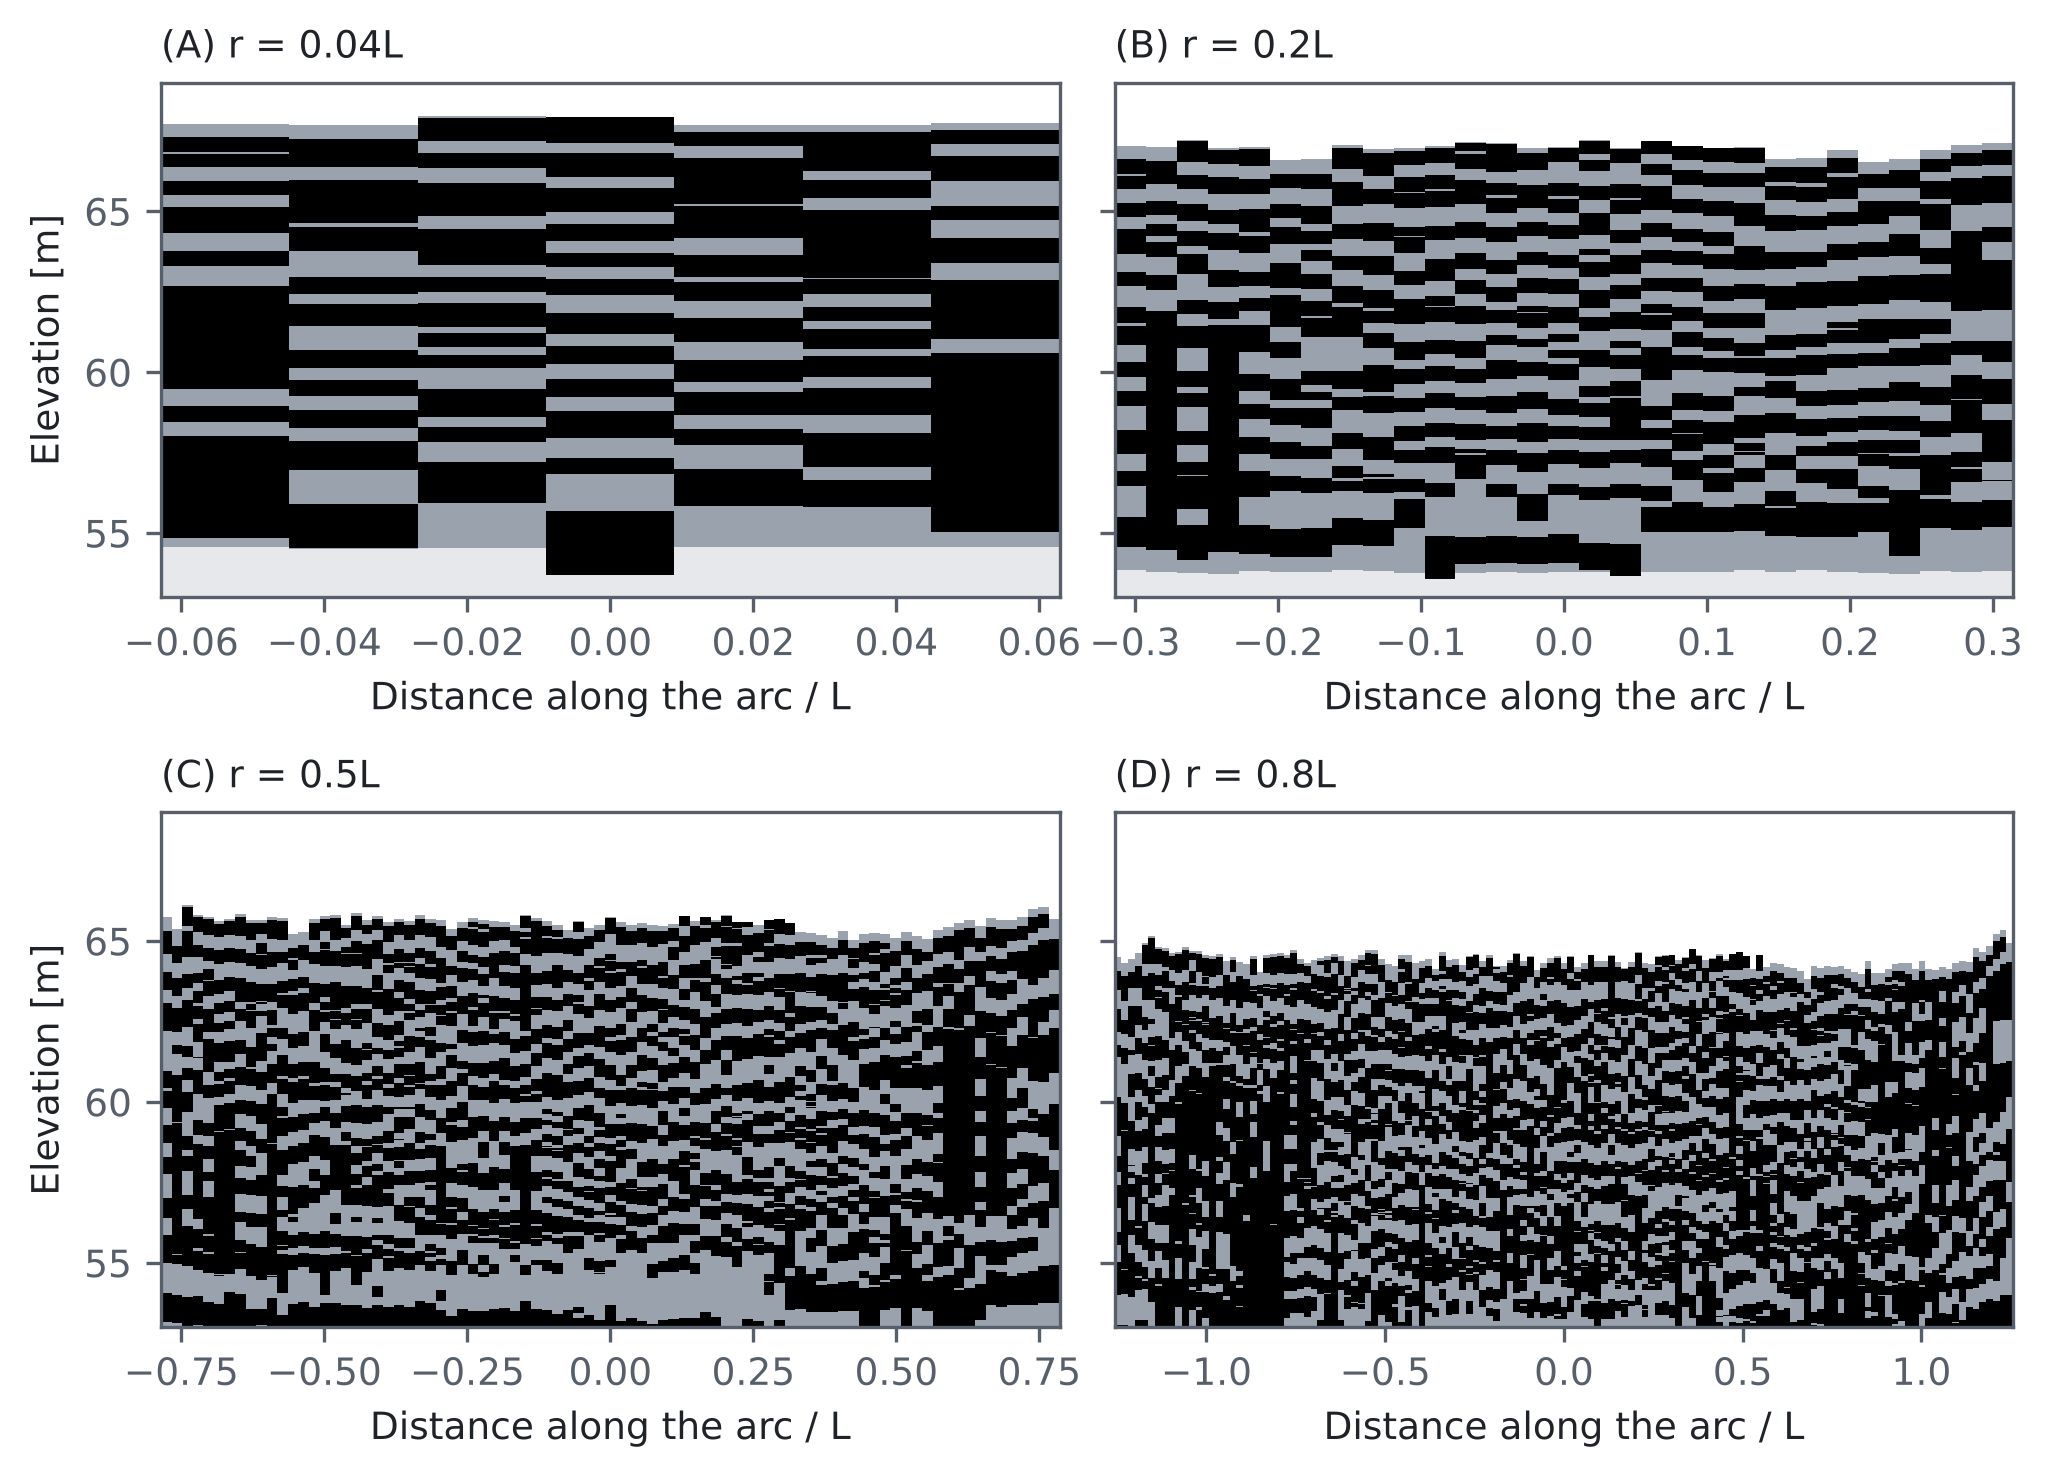 (A) r = 0.04L
(B) r = 0.2L
Elevation [m]
65
60
55
−0.06 −0.04 −0.02 0.00 0.02 0.04 0.06
−0.3 −0.2 −0.1 0.0 0.1 0.2 0.3
Distance along the arc / L
Distance along the arc / L
(C) r = 0.5L
(D) r = 0.8L
Elevation [m]
65
60
55
−0.75 −0.50 −0.25 0.00 0.25 0.50 0.75
−1.0 −0.5 0.0 0.5 1.0
Distance along the arc / L
Distance along the arc / L